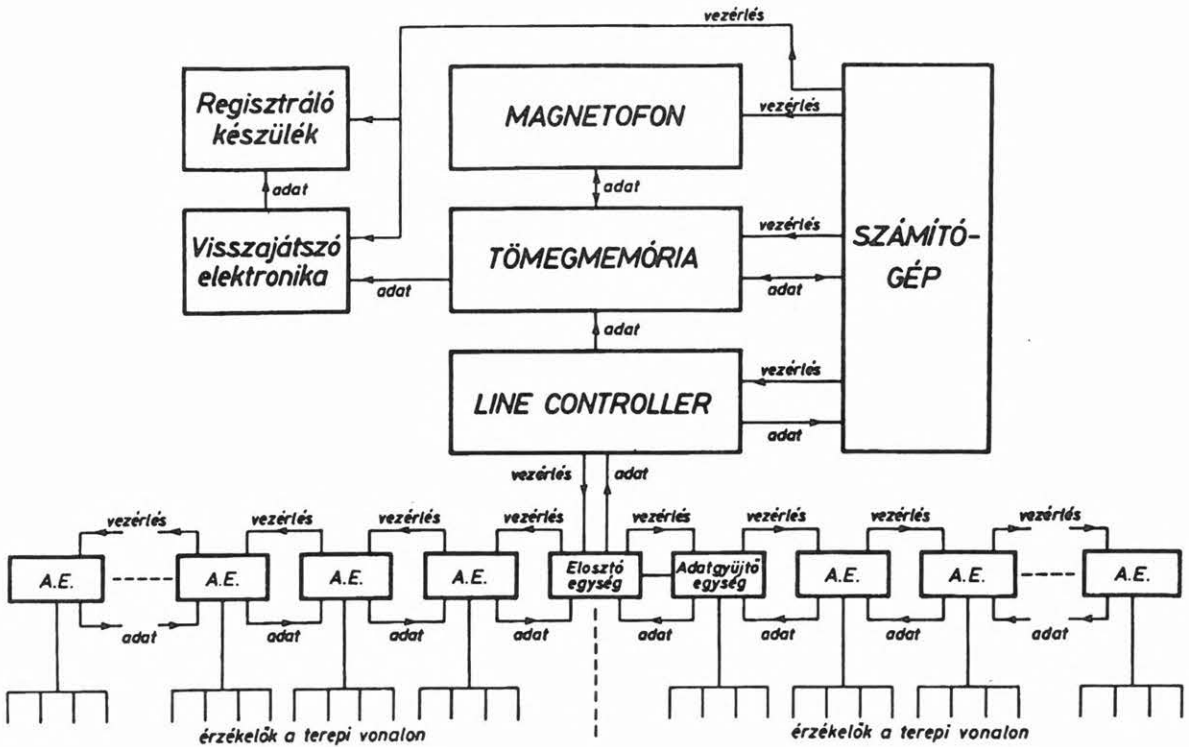 vezérlés
Regisztráló
készülék
MAGNETOFON
vezérlés
adat
adat
Visszajátszó
elektronika
TÖMEGMEMÓRIA
vezérlés
SZÁMÍTÓ-
GÉP
adat
adat
adat
LINE CONTROLLER
vezérlés
adat
vezérlés
adat
vezérlés
vezérlés
vezérlés
vezérlés
vezérlés
vezérlés
vezérlés
A.E.
A.E.
A.E.
A.E.
Elosztó
egység
Adatgyüjtő
egység
A.E.
A.E.
A.E.
adat
adat
adat
adat
adat
adat
adat
adat
érzékelők a terepi vonalon
érzékelők a terepi vonalon